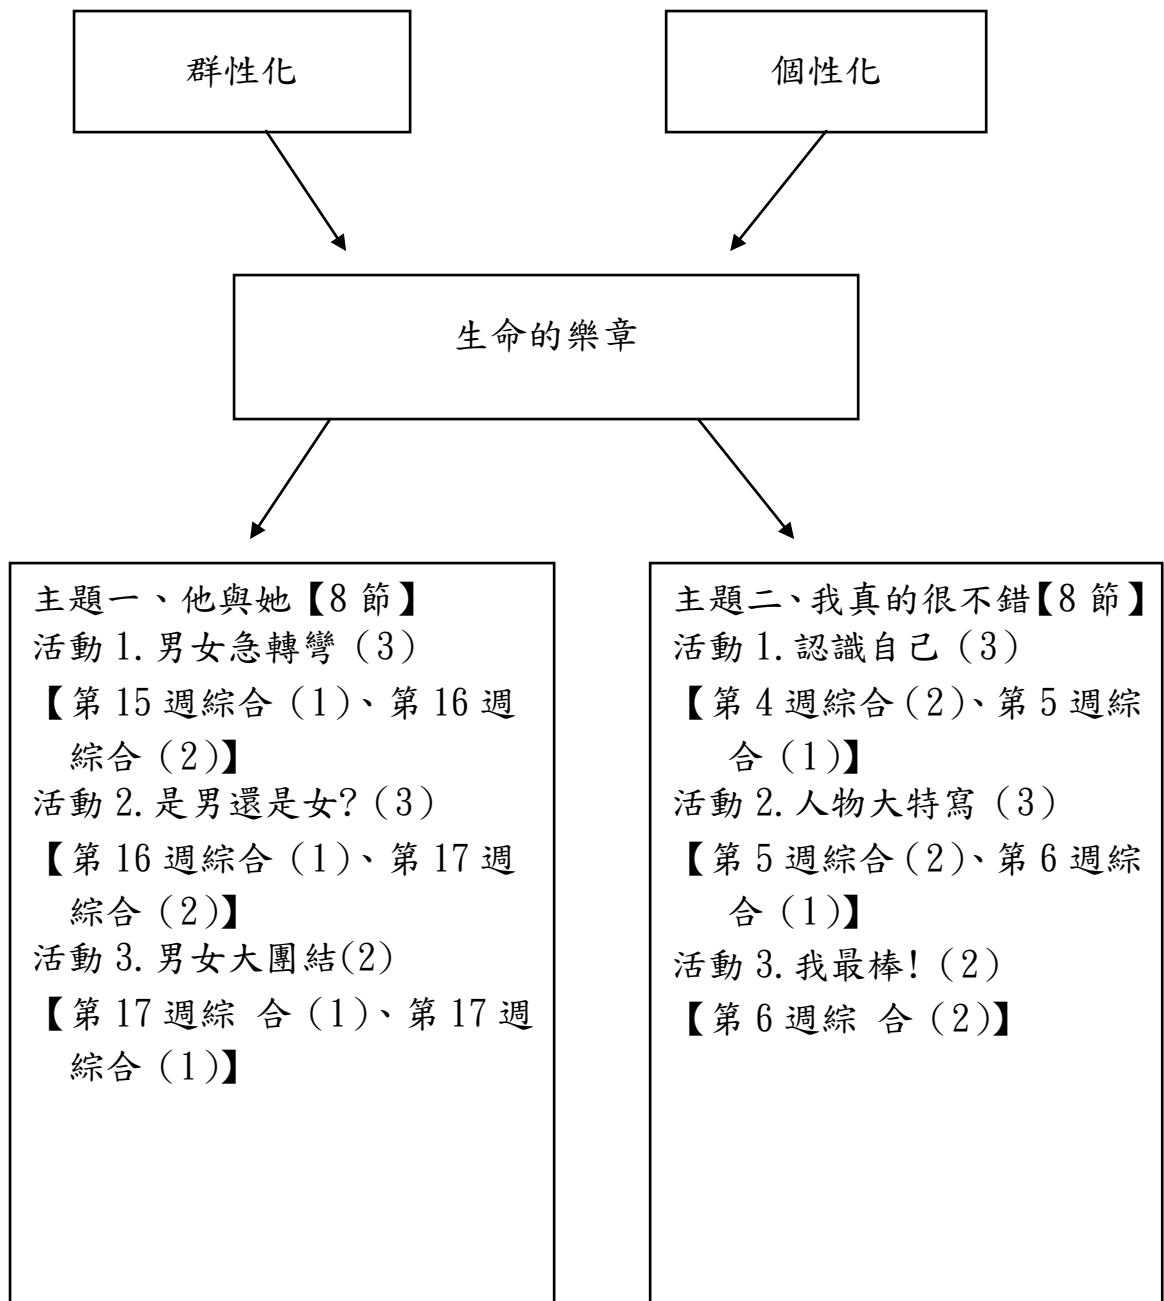 群性化
個性化
生命的樂章
主題一、他與她【8 節】
活動 1.男女急轉彎（3）
【第 15 週綜合（1）、第 16 週
綜合（2）】
活動 2.是男還是女?（3）
【第 16 週綜合（1）、第 17 週
綜合（2）】
活動 3.男女大團結(2)
【第 17 週綜 合（1）、第 17 週
綜合（1）】
主題二、我真的很不錯【8 節】
活動 1.認識自己（3）
【第 4 週綜合（2）、第 5 週綜
合（1）】
活動 2.人物大特寫（3）
【第 5 週綜合（2）、第 6 週綜
合（1）】
活動 3.我最棒!（2）
【第 6 週綜 合（2）】